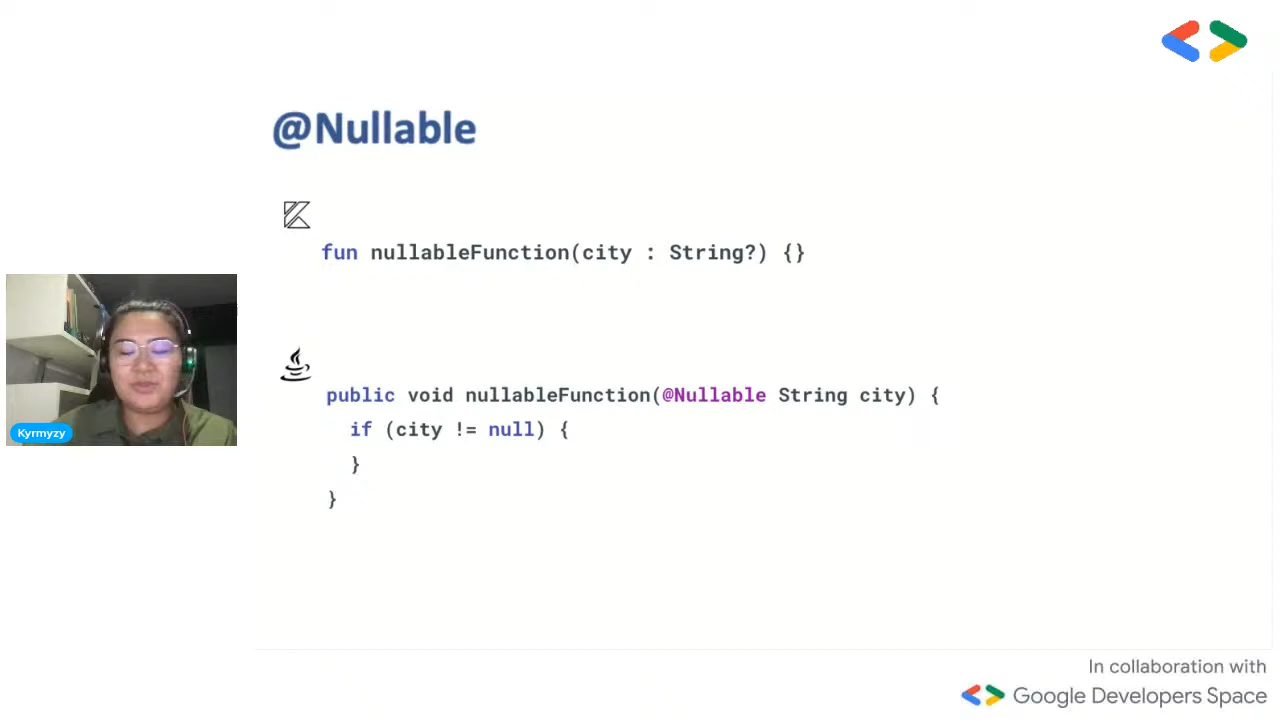 @Nullable
fun nullableFunction(city : String?) {}
public void nullableFunction(@Nullable String city) {
if (city != null) {
}
}
Kyrmyzy
In collaboration with
Google Developers Space